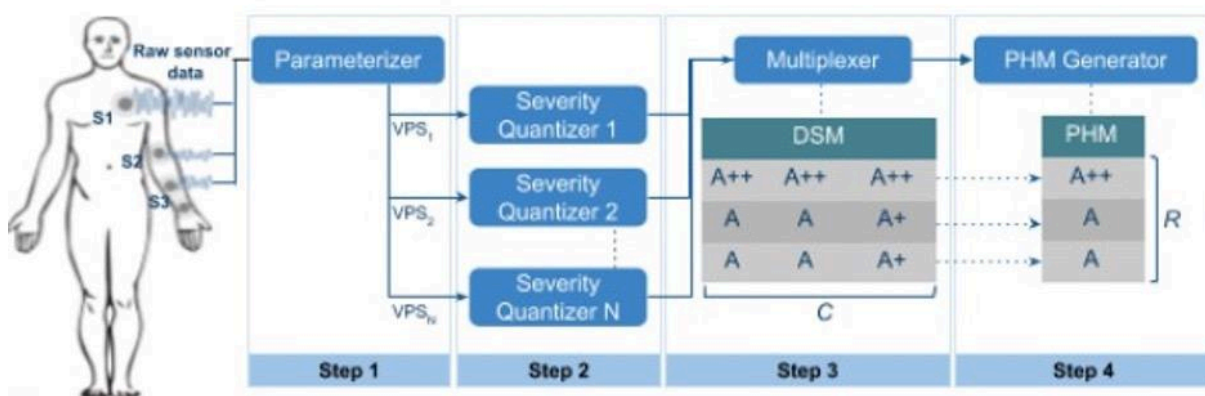 Raw sensor
data
S1
S2
S3
Parameterizer
VPS1
VPS2
VPSN
Step 1
Severity
Quantizer 1
Severity
Quantizer 2
Severity
Quantizer N
Step 2
Multiplexer
DSM
A++ A++ A++
A A A+
A A A+
C
Step 3
PHM Generator
PHM
A++
A
A
R
Step 4